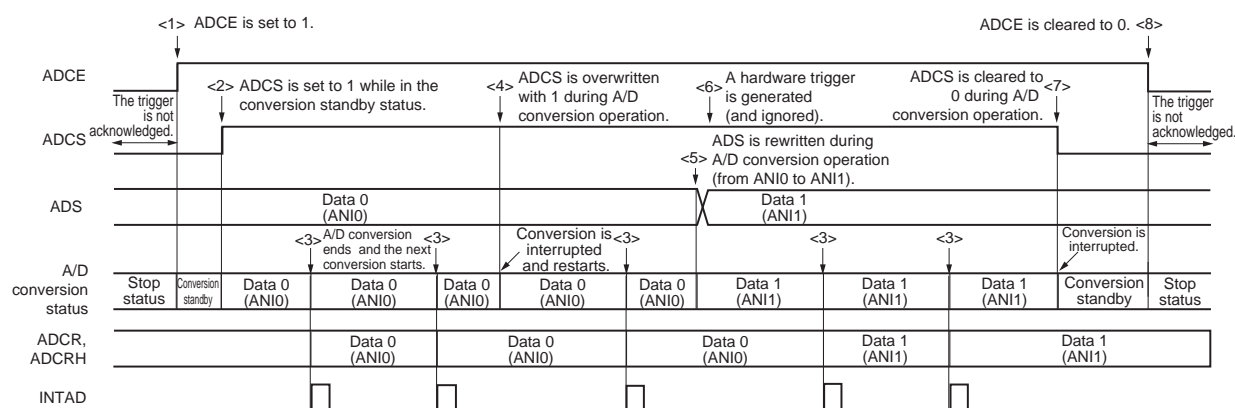 <1> ADCE is set to 1.
ADCE is cleared to 0. <8>
ADCE
The trigger
is not
acknowledged.
<2> ADCS is set to 1 while in the
conversion standby status.
<4> ADCS is overwritten
with 1 during A/D
conversion operation.
<6> A hardware trigger
is generated
(and ignored).
ADCS is cleared to <7>
0 during A/D
conversion operation.
The trigger
is not
acknowledged.
ADCS
<5> ADS is rewritten during
A/D conversion operation
(from ANI0 to ANI1).
ADS
Data 0
(ANI0)
Data 1
(ANI1)
<3> A/D conversion
ends and the next
conversion starts.
<3>
Conversion is
interrupted
and restarts.
<3>
<3>
<3>
Conversion is
interrupted.
A/D
conversion
status
Stop
status
Conversion
standby
Data 0
(ANI0)
Data 0
(ANI0)
Data 0
(ANI0)
Data 0
(ANI0)
Data 0
(ANI0)
Data 1
(ANI1)
Data 1
(ANI1)
Data 1
(ANI1)
Conversion
standby
Stop
status
ADCR,
ADCRH
Data 0
(ANI0)
Data 0
(ANI0)
Data 0
(ANI0)
Data 1
(ANI1)
Data 1
(ANI1)
INTAD